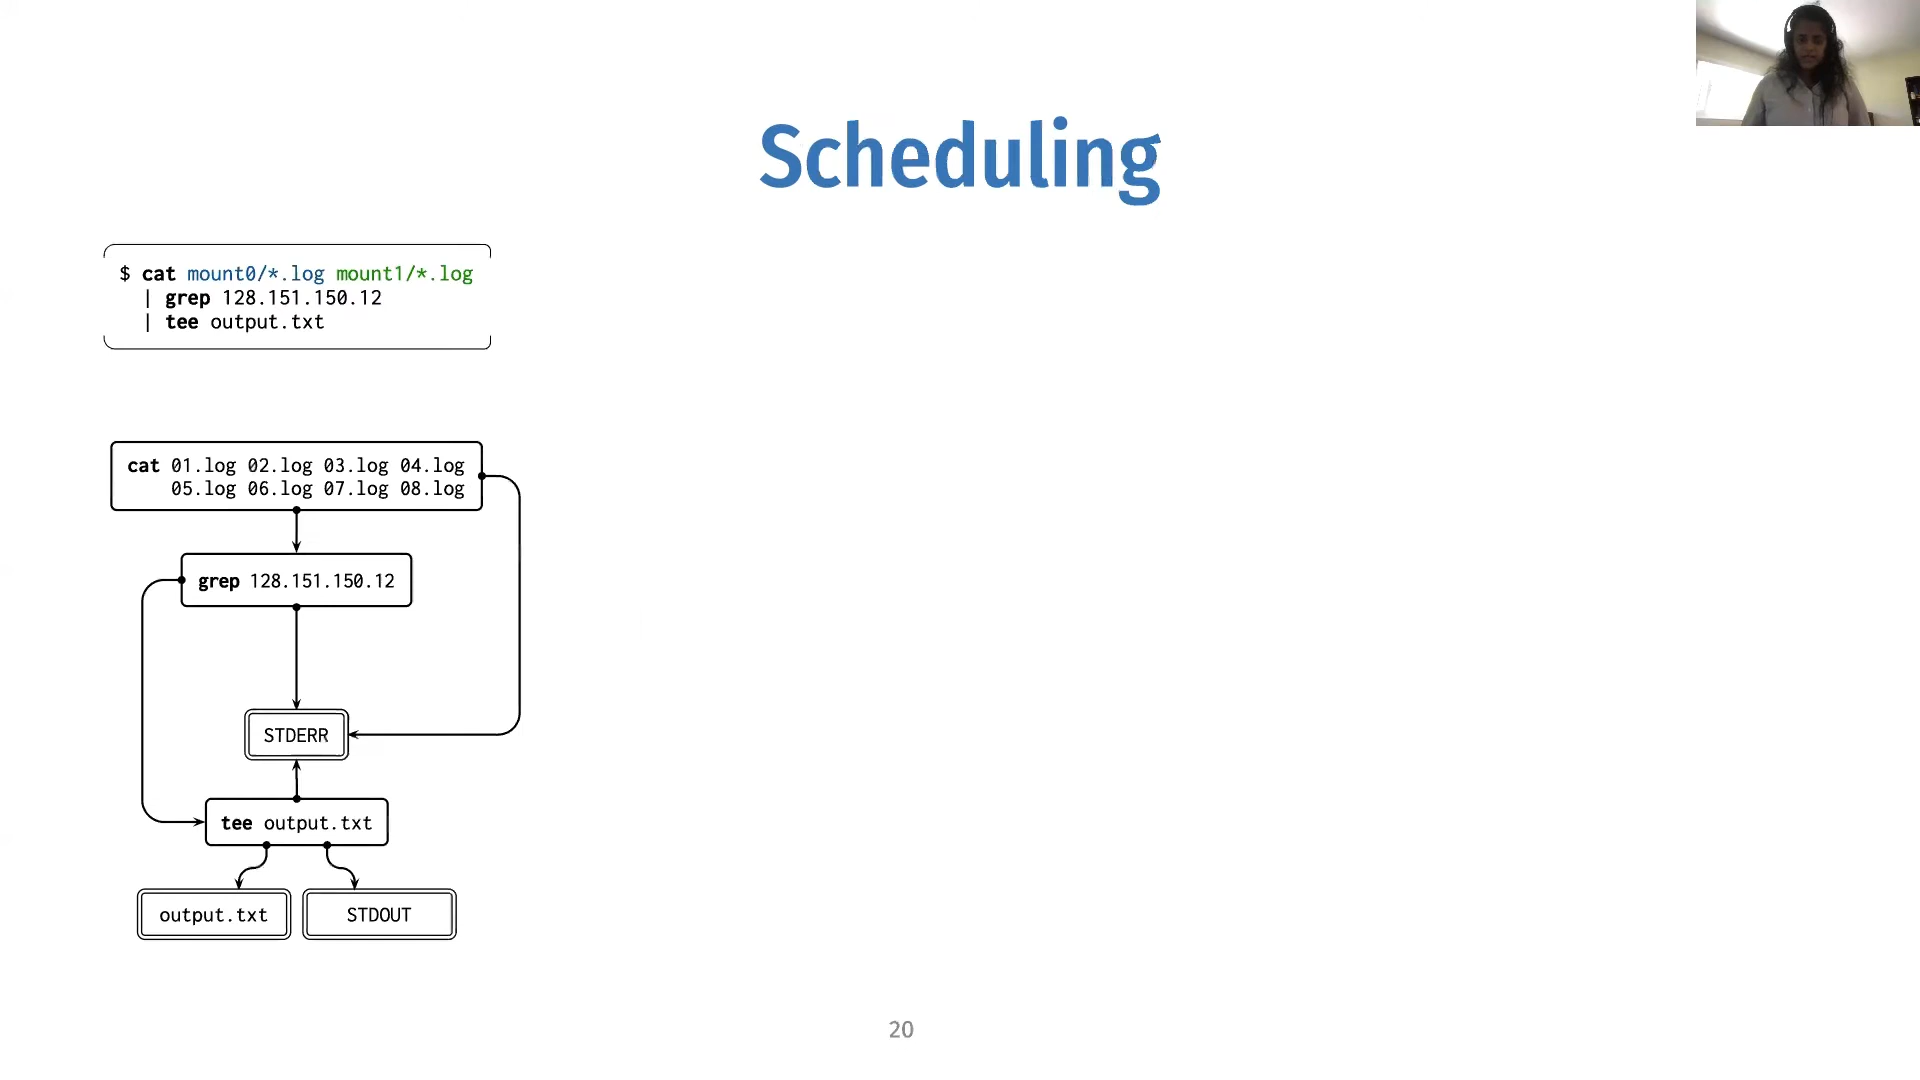 Scheduling
$ cat mount0/*.log mount1/*.log
| grep 128.151.150.12
| tee output.txt
cat 01.log 02.log 03.log 04.log
05.log 06.log 07.log 08.log
grep 128.151.150.12
STDERR
tee output.txt
output.txt
STDOUT
20